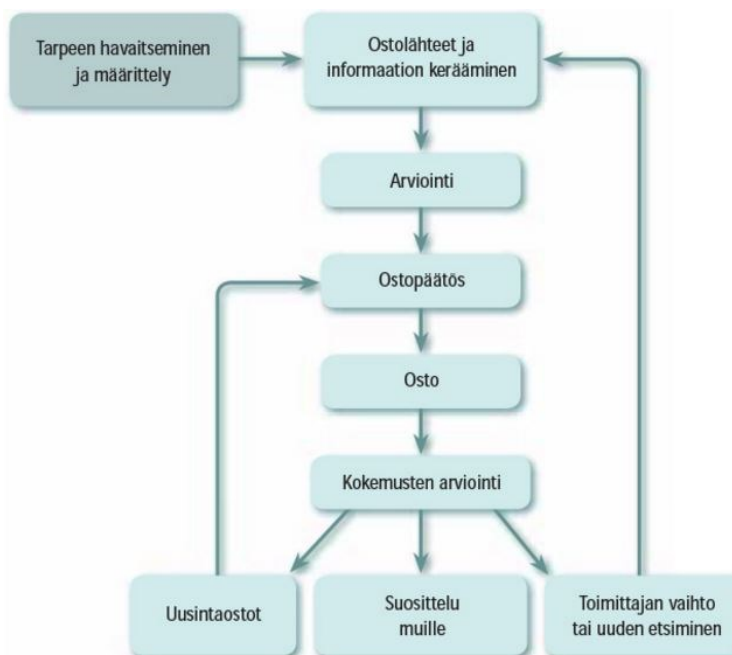 Tarpeen havaitseminen
ja määrittely
Ostolähteet ja
informaation kerääminen
Arviointi
Ostopäätös
Osto
Kokemusten arviointi
Uusintaostot
Suosittelu
muille
Toimittajan vaihto
tai uuden etsiminen